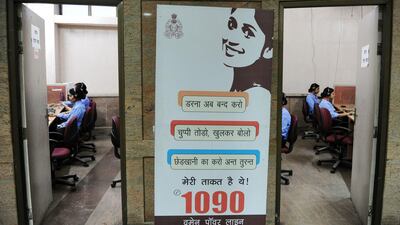 डरना अब बन्द करो
चुप्पी तोड़ो, खुलकर बोलो
छेड़खानी का करो अन्त तुरन्त
मेरी ताकत है ये!
1090
वूमेन पॉवर लाइन